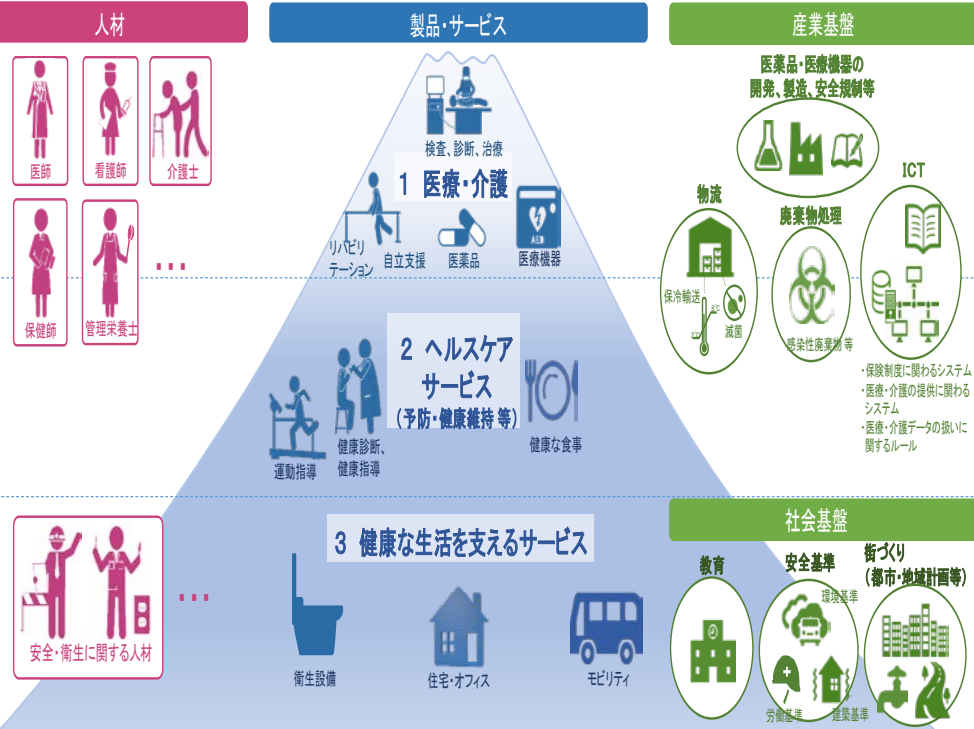 人材
製品・サービス
産業基盤
医師
看護師
介護士
保健師
管理栄養士
…
検査、診断、治療
1 医療・介護
リハビリ
テーション
自立支援
医薬品
AED
医療機器
医薬品・医療機器の
開発、製造、安全規制等
物流
保冷輸送
8℃
2℃
滅菌
廃棄物処理
感染性廃棄物 等
ICT
・保険制度に関わるシステム
・医療・介護の提供に関わる
システム
・医療・介護データの扱いに
関するルール
2 ヘルスケア
サービス
（予防・健康維持 等）
運動指導
健康診断、
健康指導
健康な食事
3 健康な生活を支えるサービス
安全・衛生に関する人材
…
衛生設備
住宅・オフィス
モビリティ
社会基盤
教育
安全基準
環境基準
労働基準
建築基準
街づくり
（都市・地域計画等）